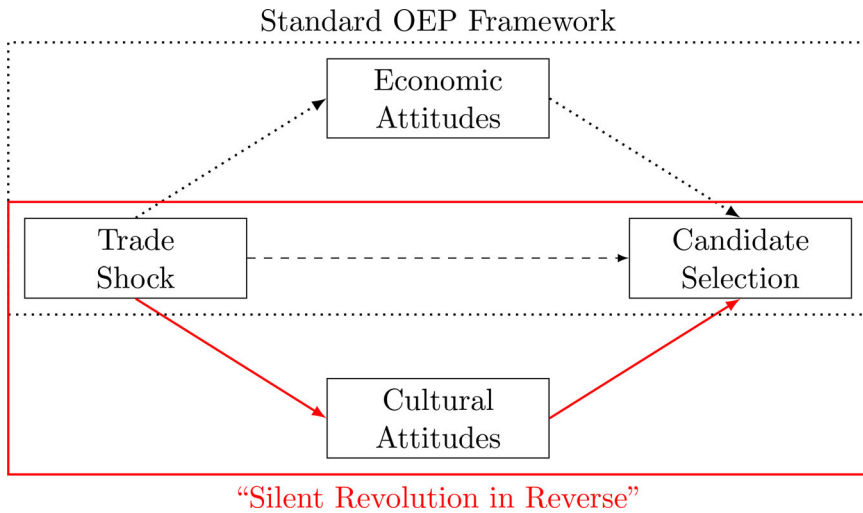 Standard OEP Framework
Economic
Attitudes
Trade
Shock
Candidate
Selection
Cultural
Attitudes
“Silent Revolution in Reverse”